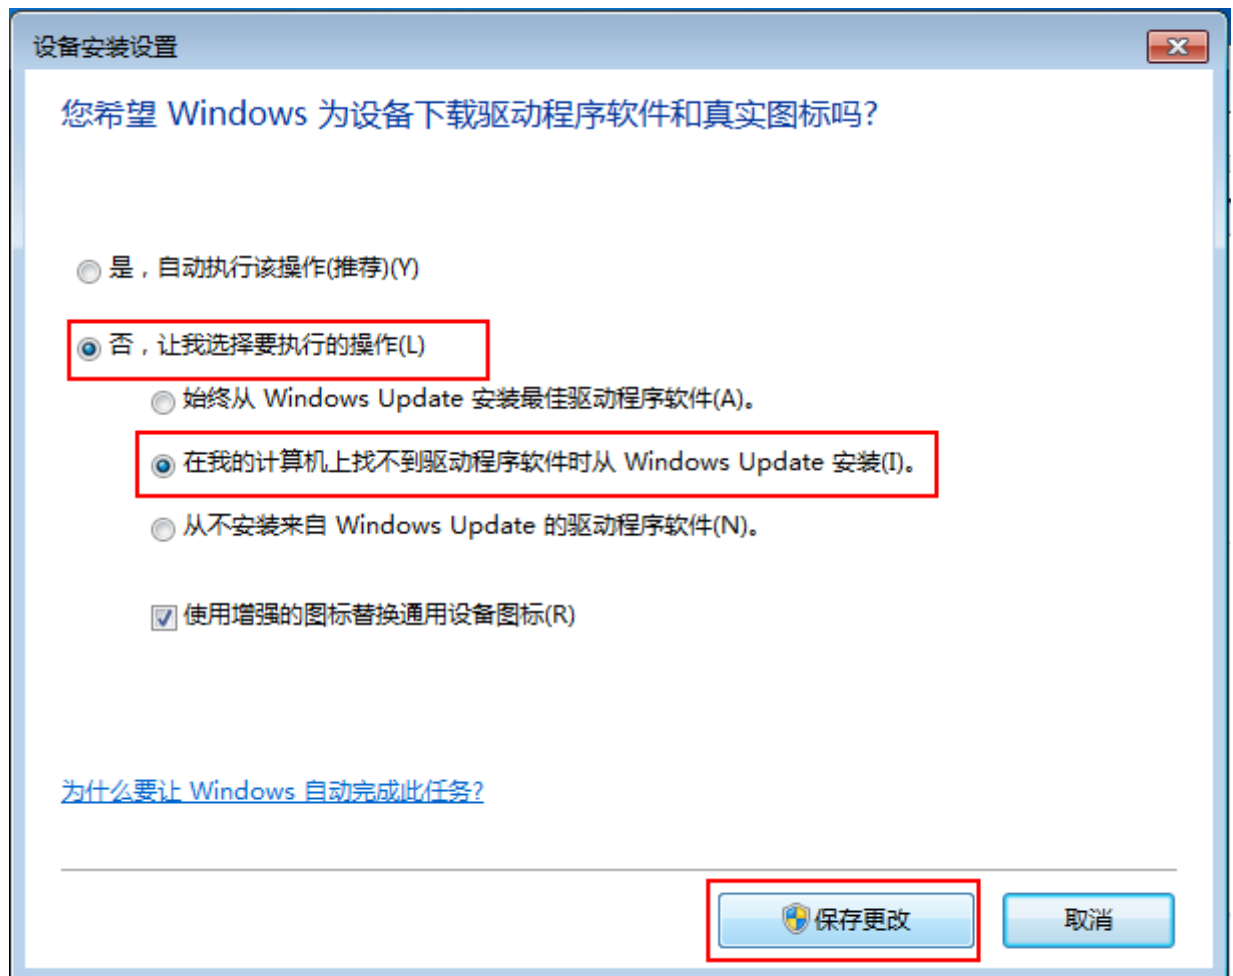 设备安装设置
您希望 Windows 为设备下载驱动程序软件和真实图标吗?
是，自动执行该操作(推荐)(Y)
否，让我选择要执行的操作(L)
始终从 Windows Update 安装最佳驱动程序软件(A)。
在我的计算机上找不到驱动程序软件时从 Windows Update 安装(I)。
从不安装来自 Windows Update 的驱动程序软件(N)。
使用增强的图标替换通用设备图标(R)
为什么要让 Windows 自动完成此任务?
保存更改
取消